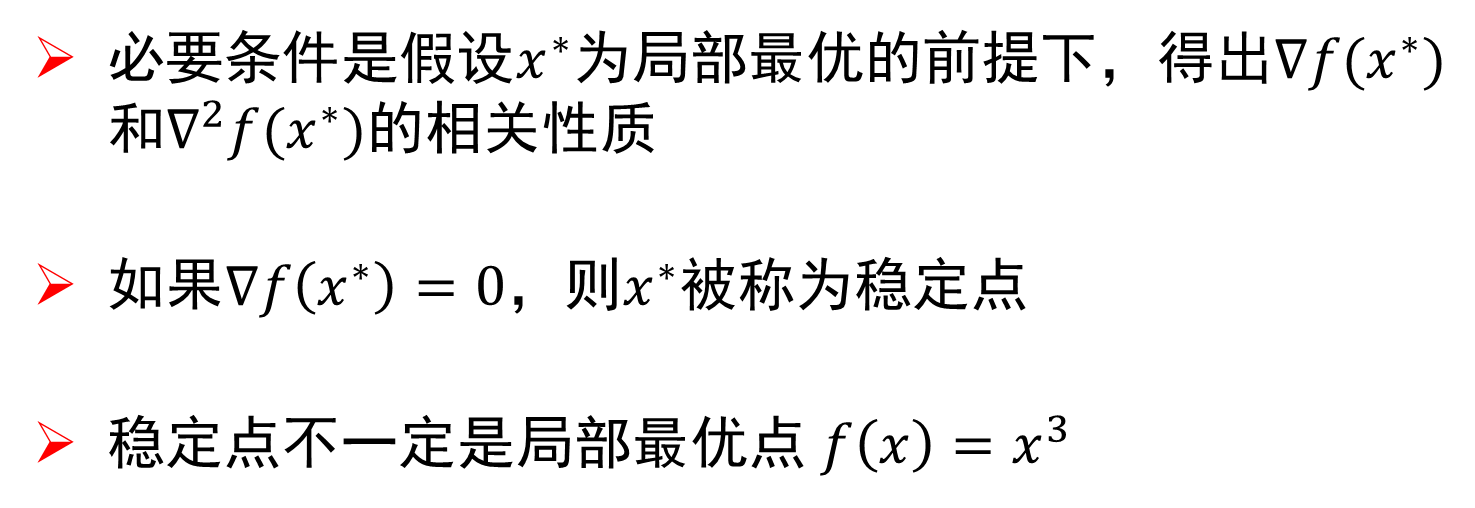 ➢ 必要条件是假设𝑥*为局部最优的前提下，得出∇𝑓(𝑥*)
和∇²𝑓(𝑥*)的相关性质
➢ 如果∇𝑓(𝑥*) = 0，则𝑥*被称为稳定点
➢ 稳定点不一定是局部最优点 𝑓(𝑥) = 𝑥³